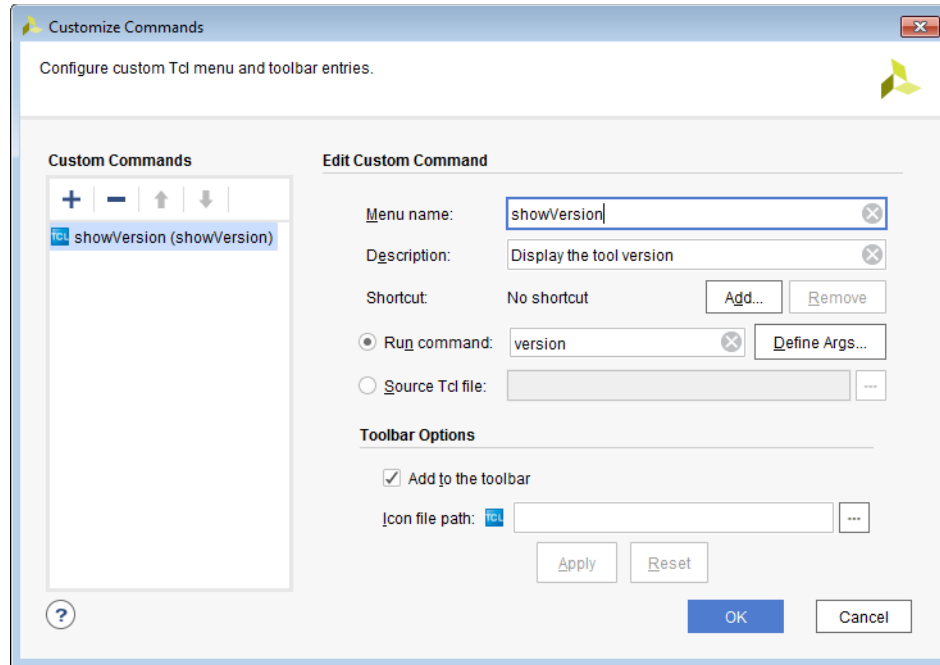 Customize Commands
Configure custom Tcl menu and toolbar entries.
Custom Commands
TCL showVersion (showVersion)
Edit Custom Command
Menu name: showVersion
Description: Display the tool version
Shortcut: No shortcut Add... Remove
Run command: version Define Args...
Source Tcl file: ...
Toolbar Options
Add to the toolbar
Icon file path: TCL ...
Apply Reset
? OK Cancel